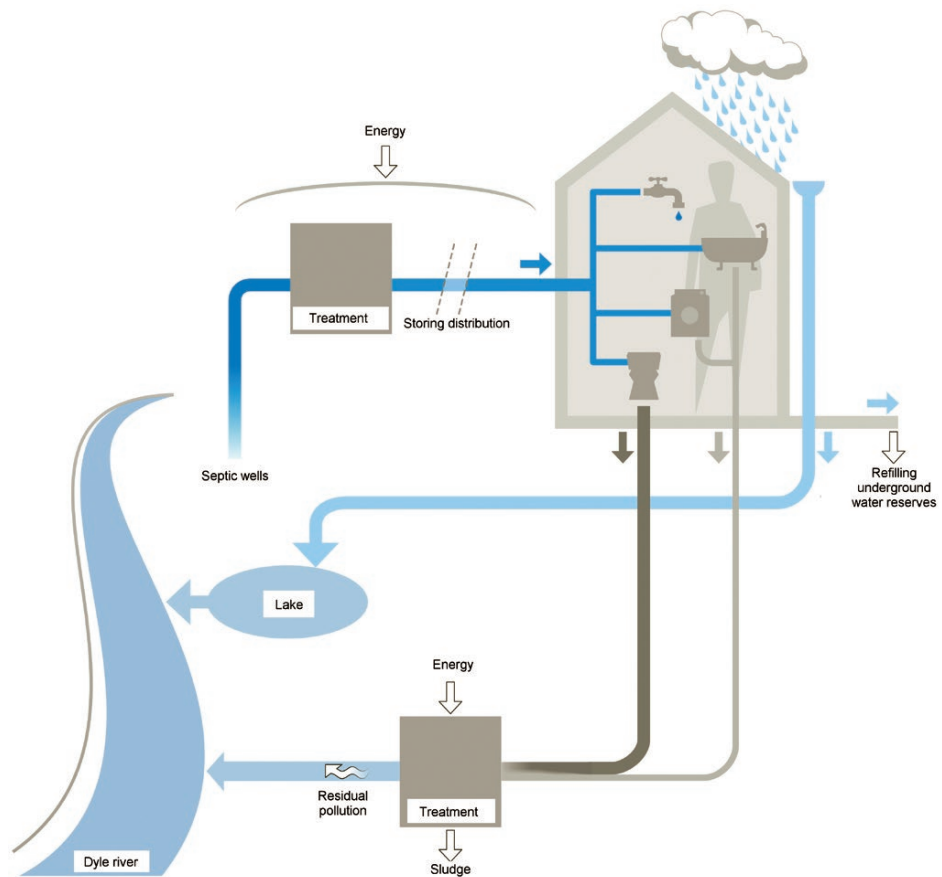 Energy
Treatment
Storing distribution
Septic wells
Refilling
underground
water reserves
Lake
Energy
Residual
pollution
Treatment
Sludge
Dyle river